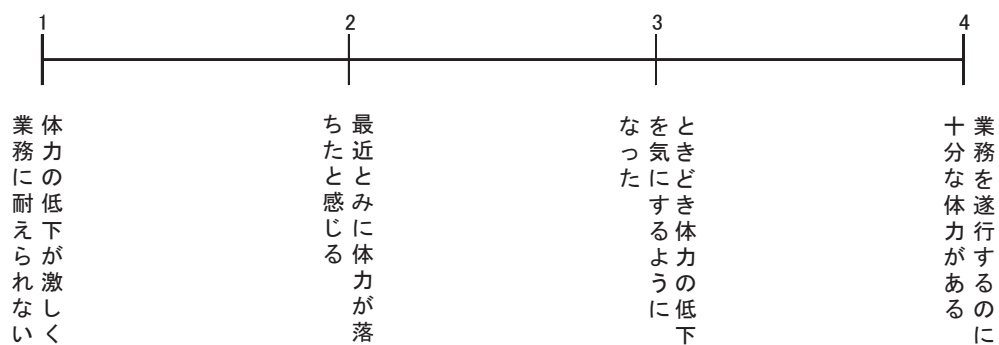 1
2
3
4
体力の低下が激しく
業務に耐えられない
最近とみに体力が落
ちたと感じる
ときどき体力の低下
を気にするように
なった
業務を遂行するのに
十分な体力がある